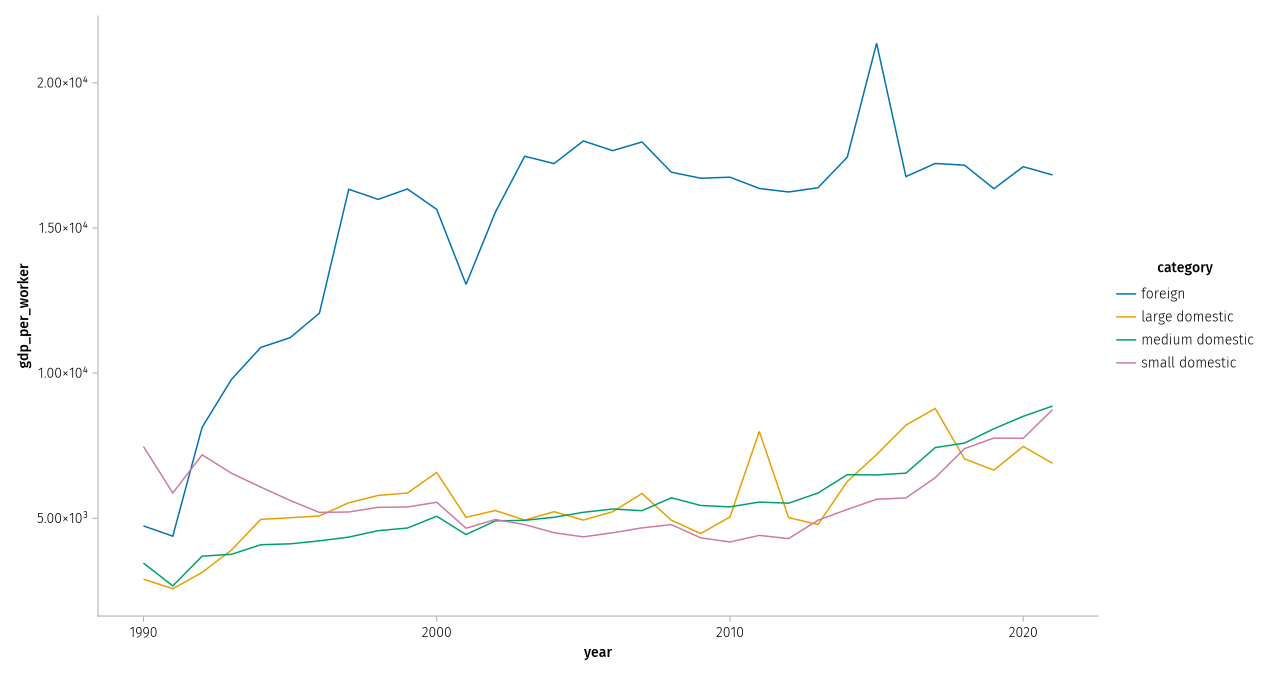 2.00×10⁴
1.50×10⁴
1.00×10⁴
5.00×10³
gdp_per_worker
1990
2000
2010
2020
year
category
foreign
large domestic
medium domestic
small domestic